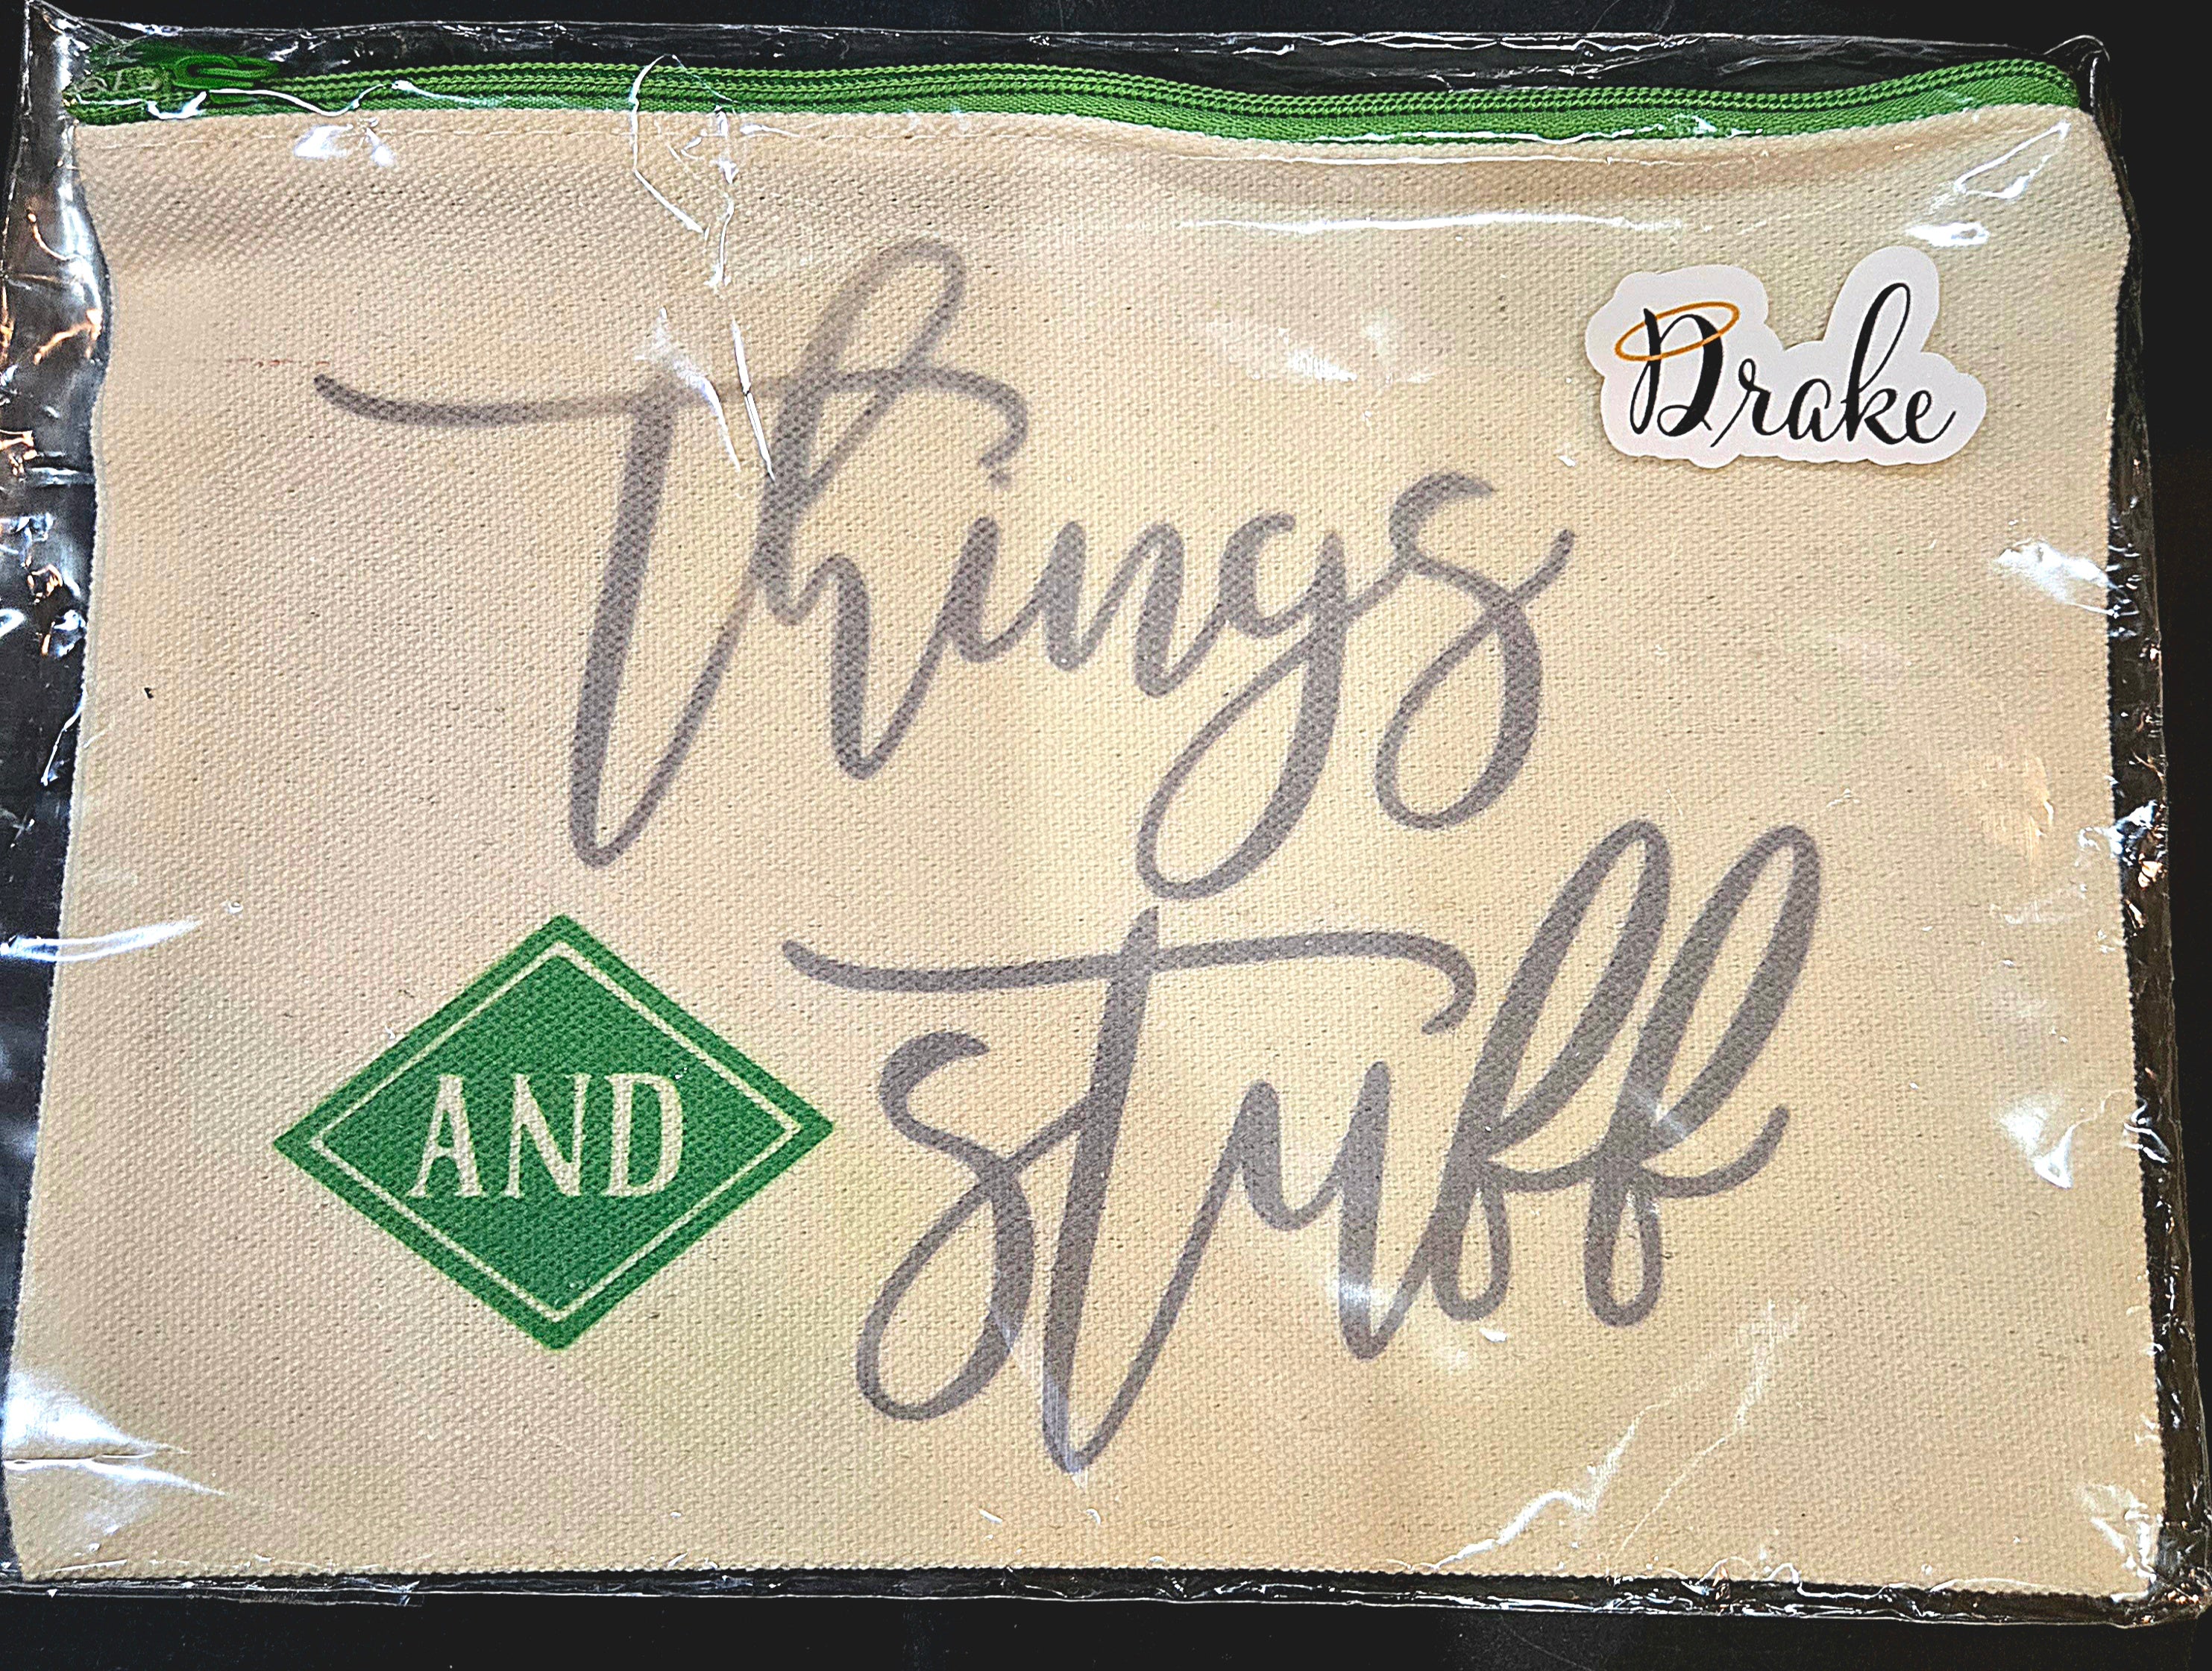 Drake
Things
AND
stuff